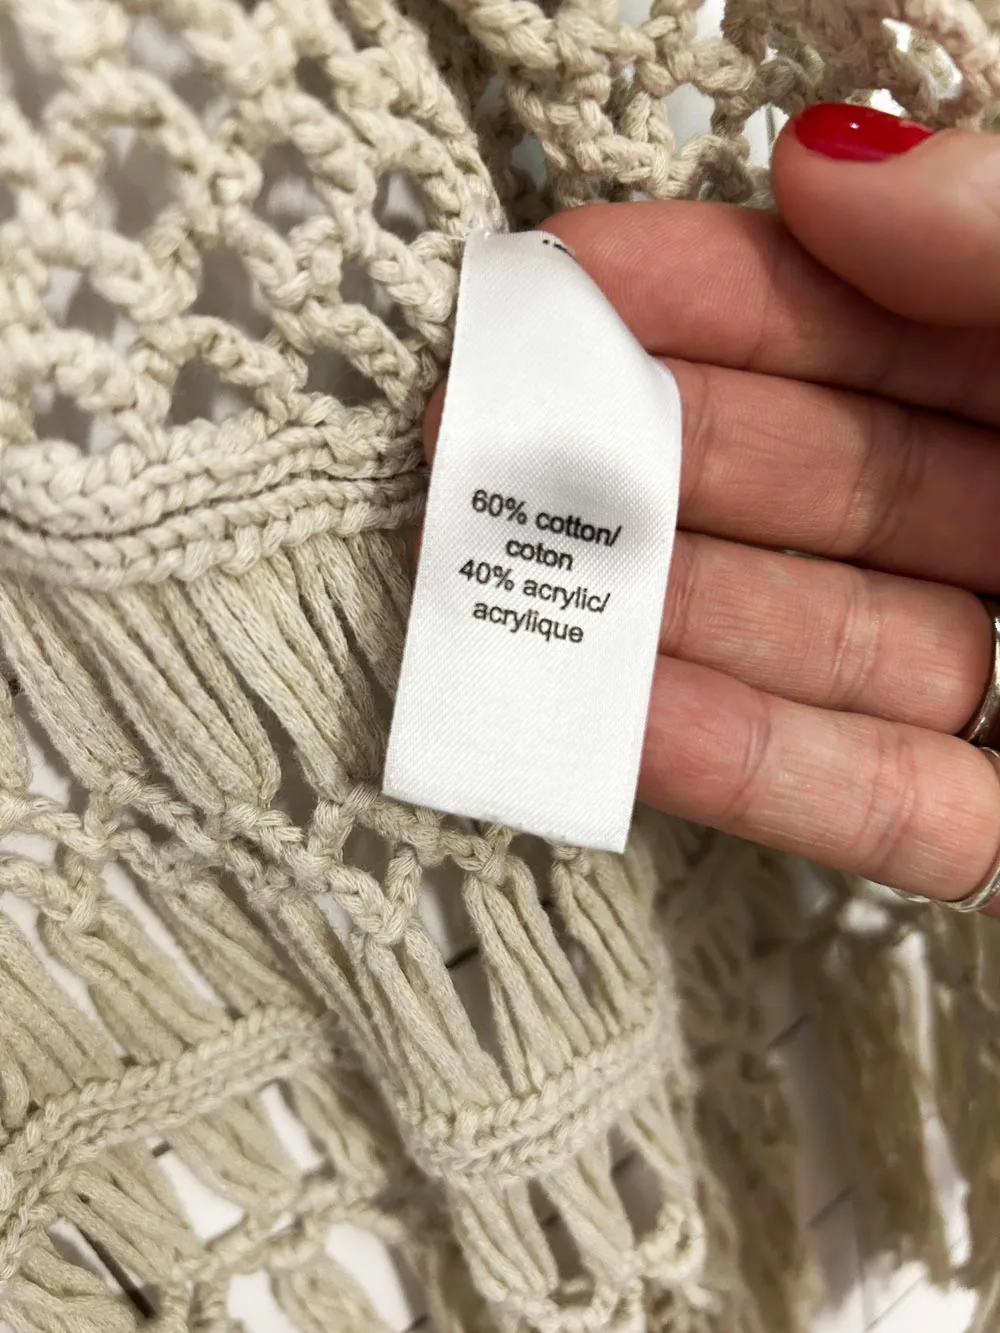 60% cotton/
coton
40% acrylic/
acrylique